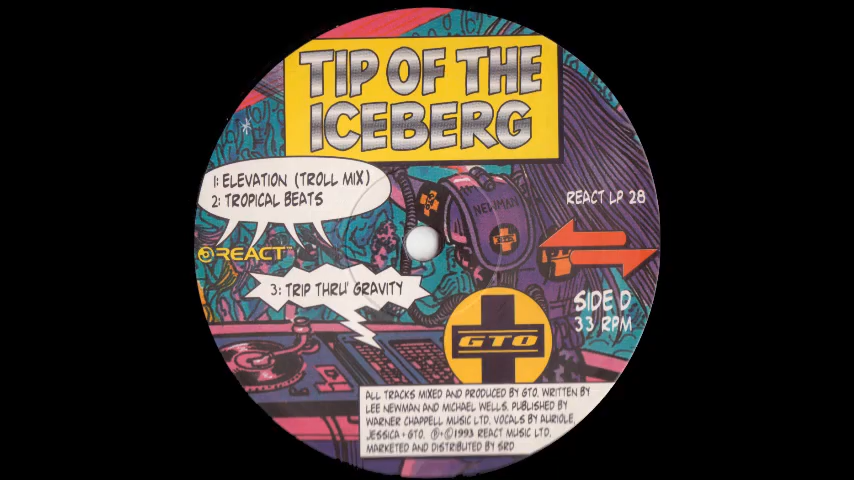 TIP OF THE
ICEBERG
1: ELEVATION (TROLL MIX)
2: TROPICAL BEATS
NEWMAN
REACT LP 28
REACT
3: TRIP THRU' GRAVITY
SIDE D
33 RPM
GTO
ALL TRACKS MIXED AND PRODUCED BY GTO. WRITTEN BY
LEE NEWMAN AND MICHAEL WELLS. PUBLISHED BY
WARNER CHAPPELL MUSIC LTD. VOCALS BY AURIOLE,
JESSICA + GTO. ℗+©1993 REACT MUSIC LTD.
MARKETED AND DISTRIBUTED BY SRD